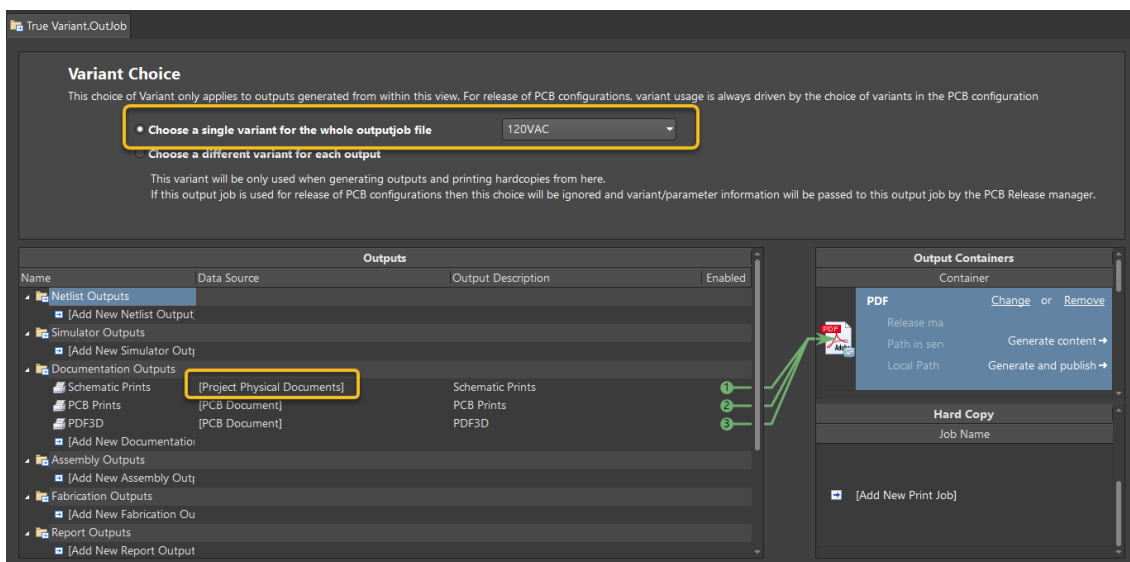 True Variant.OutJob
Variant Choice
This choice of Variant only applies to outputs generated from within this view. For release of PCB configurations, variant usage is always driven by the choice of variants in the PCB configuration
Choose a single variant for the whole outputjob file 120VAC
Choose a different variant for each output
This variant will be only used when generating outputs and printing hardcopies from here.
If this output job is used for release of PCB configurations then this choice will be ignored and variant/parameter information will be passed to this output job by the PCB Release manager.
Outputs
Name Data Source Output Description Enabled
Netlist Outputs
[Add New Netlist Output]
Simulator Outputs
[Add New Simulator Outp
Documentation Outputs
Schematic Prints [Project Physical Documents] Schematic Prints 1
PCB Prints [PCB Document] PCB Prints 2
PDF3D [PCB Document] PDF3D 3
[Add New Documentation
Assembly Outputs
[Add New Assembly Outp
Fabrication Outputs
[Add New Fabrication Ou
Report Outputs
[Add New Report Output
Output Containers
Container
PDF Change or Remove
PDF
Adobe
Release ma
Path in sen Generate content
Local Path Generate and publish
Hard Copy
Job Name
[Add New Print Job]